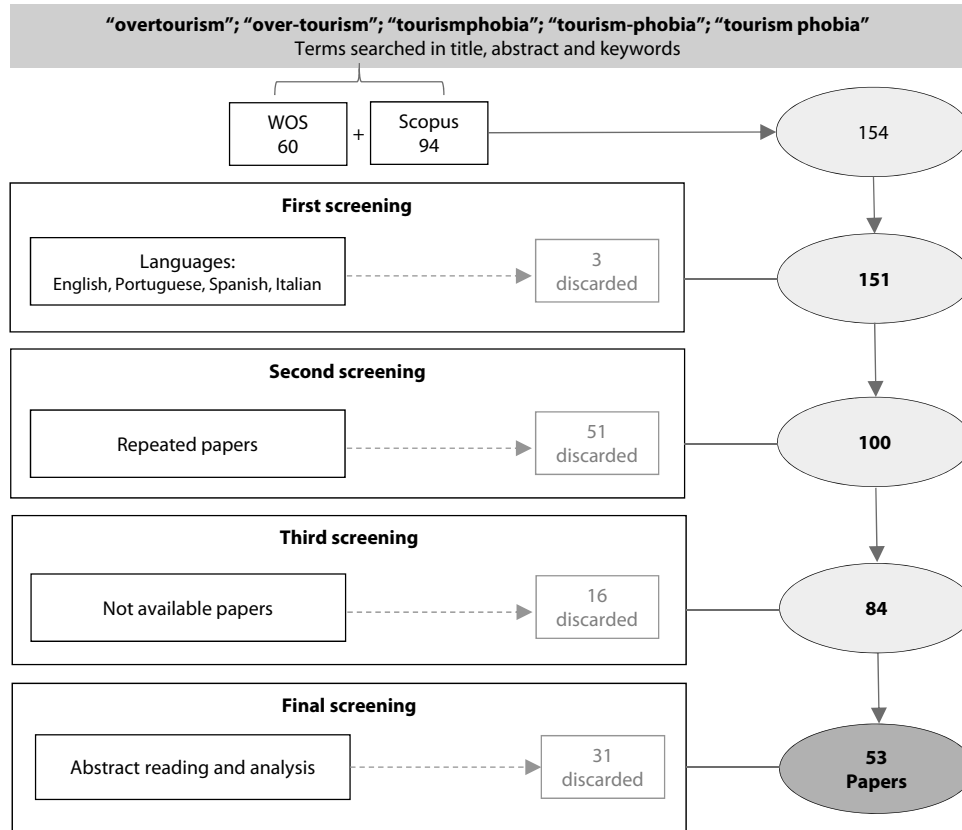 “overtourism”; “over-tourism”; “tourismphobia”; “tourism-phobia”; “tourism phobia”
Terms searched in title, abstract and keywords
WOS
60
+
Scopus
94
154
First screening
Languages:
English, Portuguese, Spanish, Italian
3
discarded
151
Second screening
Repeated papers
51
discarded
100
Third screening
Not available papers
16
discarded
84
Final screening
Abstract reading and analysis
31
discarded
53
Papers